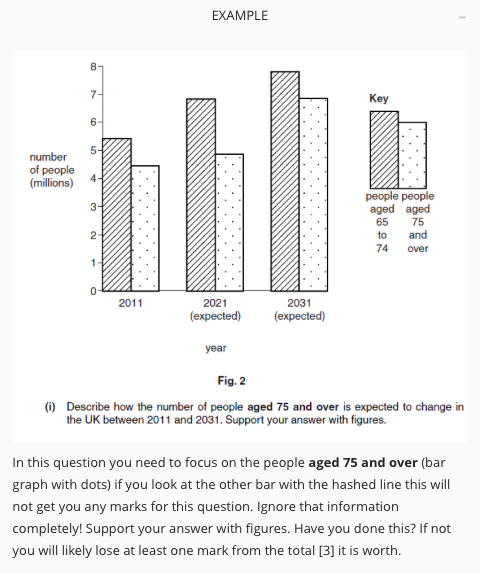 EXAMPLE
–
8
7
6
5
4
3
2
1
0
number
of people
(millions)
Key
people people
aged aged
65 75
to and
74 over
2011 2021 2031
(expected) (expected)
year
Fig. 2
(i) Describe how the number of people aged 75 and over is expected to change in
the UK between 2011 and 2031. Support your answer with figures.
In this question you need to focus on the people aged 75 and over (bar
graph with dots) if you look at the other bar with the hashed line this will
not get you any marks for this question. Ignore that information
completely! Support your answer with figures. Have you done this? If not
you will likely lose at least one mark from the total [3] it is worth.